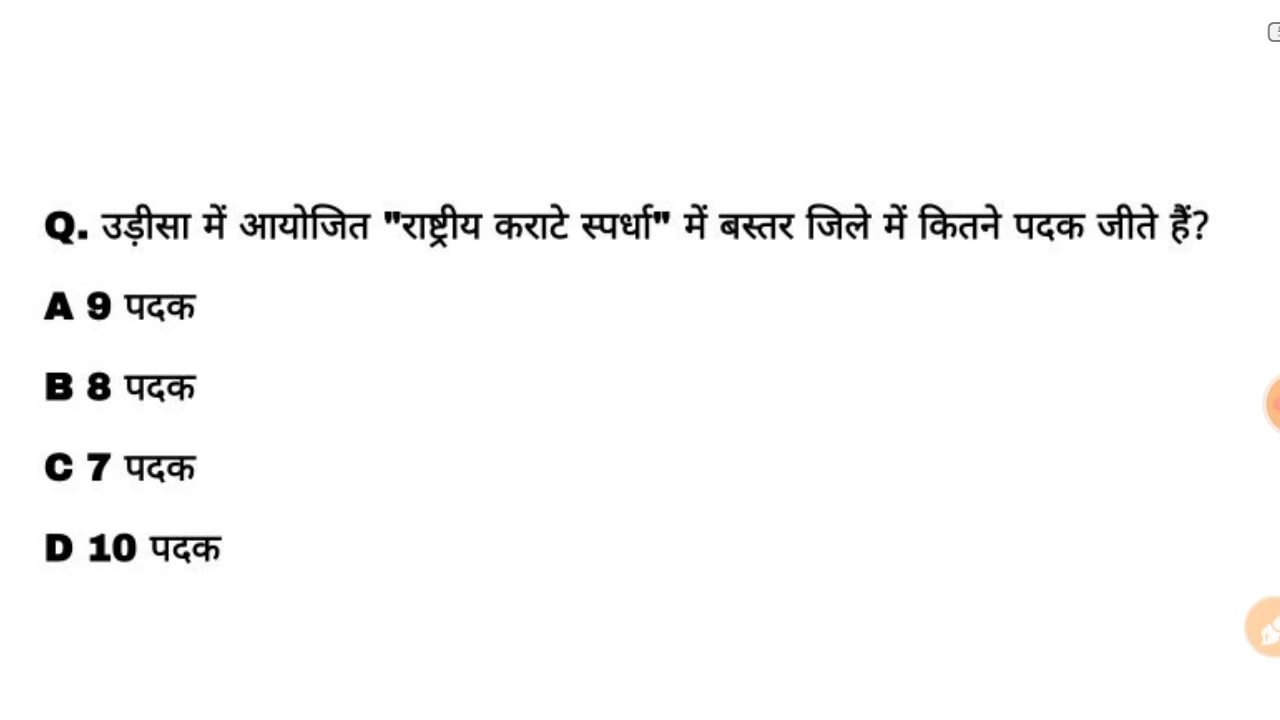 Q. उड़ीसा में आयोजित "राष्ट्रीय कराटे स्पर्धा" में बस्तर जिले में कितने पदक जीते हैं?
A 9 पदक
B 8 पदक
C 7 पदक
D 10 पदक